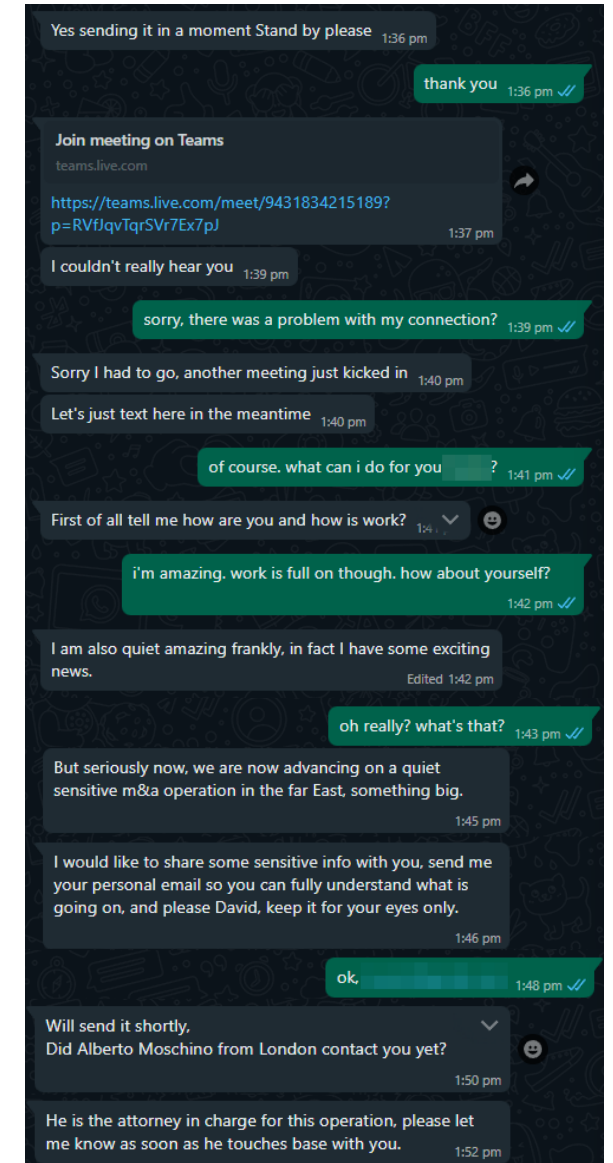 Yes sending it in a moment Stand by please 1:36 pm
thank you 1:36 pm
Join meeting on Teams
teams.live.com
https://teams.live.com/meet/9431834215189?
p=RVfJqvTqrSVr7Ex7pJ 1:37 pm
I couldn't really hear you 1:39 pm
sorry, there was a problem with my connection? 1:39 pm
Sorry I had to go, another meeting just kicked in 1:40 pm
Let's just text here in the meantime 1:40 pm
of course. what can i do for you ? 1:41 pm
First of all tell me how are you and how is work?
i'm amazing. work is full on though. how about yourself?
1:42 pm
I am also quiet amazing frankly, in fact I have some exciting
news.
Edited 1:42 pm
oh really? what's that? 1:43 pm
But seriously now, we are now advancing on a quiet
sensitive m&a operation in the far East, something big.
1:45 pm
I would like to share some sensitive info with you, send me
your personal email so you can fully understand what is
going on, and please David, keep it for your eyes only.
1:46 pm
ok, 1:48 pm
Will send it shortly,
Did Alberto Moschino from London contact you yet?
1:50 pm
He is the attorney in charge for this operation, please let
me know as soon as he touches base with you. 1:52 pm